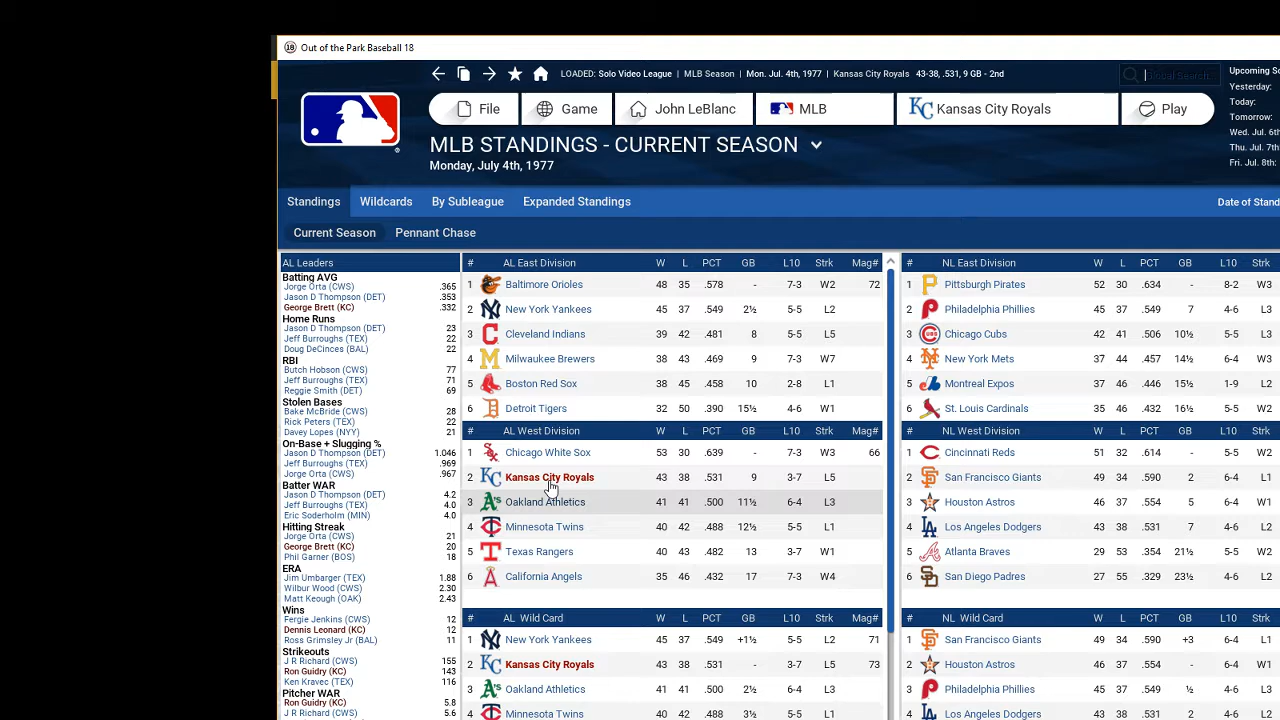 Out of the Park Baseball 18
LOADED: Solo Video League | MLB Season | Mon. Jul. 4th, 1977 | Kansas City Royals 43-38, .531, 9 GB - 2nd
Global Search
Upcoming Sc
Yesterday:
Today:
Tomorrow:
Wed. Jul. 6th
Thu. Jul. 7th
Fri. Jul. 8th:
File Game John LeBlanc MLB Kansas City Royals Play
MLB STANDINGS - CURRENT SEASON
Monday, July 4th, 1977
Standings Wildcards By Subleague Expanded Standings Date of Stand
Current Season Pennant Chase
AL Leaders
Batting AVG
Jorge Orta (CWS) .365
Jason D Thompson (DET) .353
George Brett (KC) .332
Home Runs
Jason D Thompson (DET) 23
Jeff Burroughs (TEX) 22
Doug DeCinces (BAL) 22
RBI
Butch Hobson (CWS) 77
Jeff Burroughs (TEX) 71
Reggie Smith (DET) 69
Stolen Bases
Bake McBride (CWS) 28
Rick Peters (TEX) 22
Davey Lopes (NYY) 21
On-Base + Slugging %
Jason D Thompson (DET) 1.046
Jeff Burroughs (TEX) .969
Jorge Orta (CWS) .967
Batter WAR
Jason D Thompson (DET) 4.2
Jeff Burroughs (TEX) 4.0
Eric Soderholm (MIN) 4.0
Hitting Streak
Jorge Orta (CWS) 21
George Brett (KC) 20
Phil Garner (BOS) 18
ERA
Jim Umbarger (TEX) 1.88
Wilbur Wood (CWS) 2.30
Matt Keough (OAK) 2.43
Wins
Fergie Jenkins (CWS) 12
Dennis Leonard (KC) 12
Ross Grimsley Jr (BAL) 11
Strikeouts
J R Richard (CWS) 155
Ron Guidry (KC) 143
Ken Kravec (TEX) 116
Pitcher WAR
Ron Guidry (KC) 5.8
J R Richard (CWS) 5.6
# AL East Division W L PCT GB L10 Strk Mag#
1 Baltimore Orioles 48 35 .578 - 7-3 W2 72
2 New York Yankees 45 37 .549 2½ 5-5 L2
3 Cleveland Indians 39 42 .481 8 5-5 L5
4 Milwaukee Brewers 38 43 .469 9 7-3 W7
5 Boston Red Sox 38 45 .458 10 2-8 L1
6 Detroit Tigers 32 50 .390 15½ 4-6 W1
# AL West Division W L PCT GB L10 Strk Mag#
1 Chicago White Sox 53 30 .639 - 7-3 W3 66
2 Kansas City Royals 43 38 .531 9 3-7 L5
3 Oakland Athletics 41 41 .500 11½ 6-4 L3
4 Minnesota Twins 40 42 .488 12½ 5-5 L1
5 Texas Rangers 40 43 .482 13 3-7 W1
6 California Angels 35 46 .432 17 7-3 W4
# AL Wild Card W L PCT GB L10 Strk Mag#
1 New York Yankees 45 37 .549 +1½ 5-5 L2 71
2 Kansas City Royals 43 38 .531 - 3-7 L5 73
3 Oakland Athletics 41 41 .500 2½ 6-4 L3
4 Minnesota Twins 40 42 .488 3½ 5-5 L1
# NL East Division W L PCT GB L10 Strk
1 Pittsburgh Pirates 52 30 .634 - 8-2 W3
2 Philadelphia Phillies 45 37 .549 7 4-6 L3
3 Chicago Cubs 42 41 .506 10½ 5-5 L3
4 New York Mets 37 44 .457 14½ 6-4 W3
5 Montreal Expos 37 46 .446 15½ 1-9 L2
6 St. Louis Cardinals 35 46 .432 16½ 5-5 W2
# NL West Division W L PCT GB L10 Strk
1 Cincinnati Reds 51 32 .614 - 5-5 W2
2 San Francisco Giants 49 34 .590 2 6-4 L1
3 Houston Astros 46 37 .554 5 6-4 W1
4 Los Angeles Dodgers 43 38 .531 7 4-6 L2
5 Atlanta Braves 29 53 .354 21½ 5-5 W2
6 San Diego Padres 27 55 .329 23½ 4-6 L2
# NL Wild Card W L PCT GB L10 Strk
1 San Francisco Giants 49 34 .590 +3 6-4 L1
2 Houston Astros 46 37 .554 - 6-4 W1
3 Philadelphia Phillies 45 37 .549 ½ 4-6 L3
4 Los Angeles Dodgers 43 38 .531 2 4-6 L2